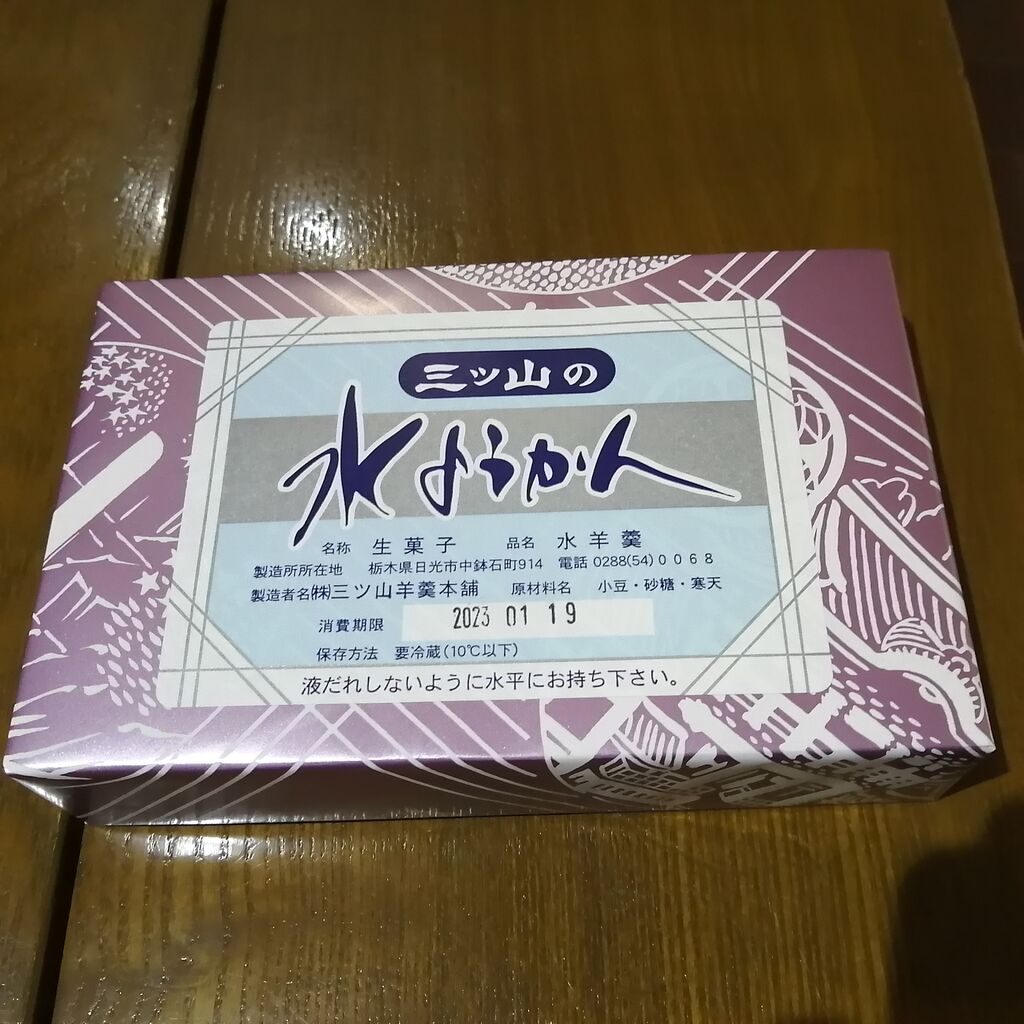 三ツ山の
水ようかん
名称 生菓子 品名 水羊羹
製造所所在地 栃木県日光市中鉢石町914 電話 0288(54)0068
製造者名㈱三ツ山羊羹本舗 原材料名 小豆・砂糖・寒天
消費期限 2023 01 19
保存方法 要冷蔵(10℃以下)
液だれしないように水平にお持ち下さい。